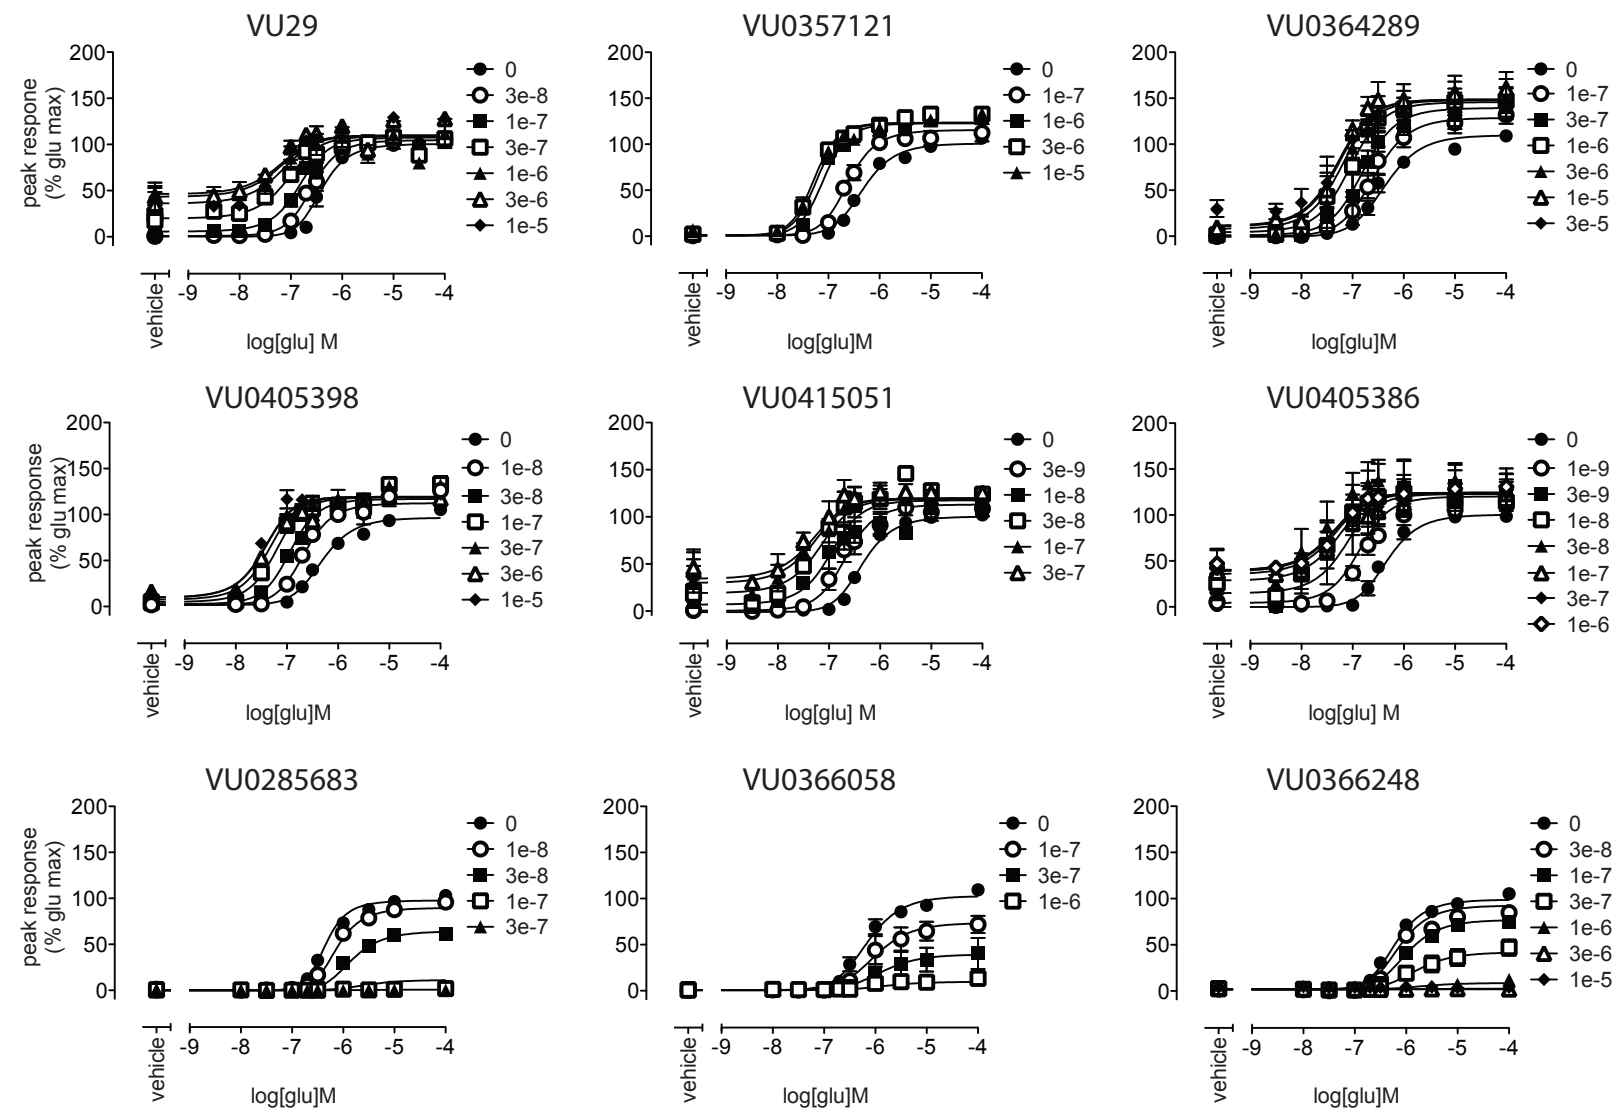 VU29
peak respone
(% glu max)
200
150
100
50
0
vehicle
-9 -8 -7 -6 -5 -4
log[glu] M
0
3e-8
1e-7
3e-7
1e-6
3e-6
1e-5
VU0357121
200
150
100
50
0
vehicle
-9 -8 -7 -6 -5 -4
log[glu]M
0
1e-7
1e-6
3e-6
1e-5
VU0364289
200
150
100
50
0
vehicle
-9 -8 -7 -6 -5 -4
log[glu]M
0
1e-7
3e-7
1e-6
3e-6
1e-5
3e-5
VU0405398
peak response
(% glu max)
200
150
100
50
0
vehicle
-9 -8 -7 -6 -5 -4
log[glu]M
0
1e-8
3e-8
1e-7
3e-7
3e-6
1e-5
VU0415051
200
150
100
50
0
vehicle
-9 -8 -7 -6 -5 -4
log[glu] M
0
3e-9
1e-8
3e-8
1e-7
3e-7
VU0405386
200
150
100
50
0
vehicle
-9 -8 -7 -6 -5 -4
log[glu] M
0
1e-9
3e-9
1e-8
3e-8
1e-7
3e-7
1e-6
VU0285683
peak response
(% glu max)
200
150
100
50
0
vehicle
-9 -8 -7 -6 -5 -4
log[glu]M
0
1e-8
3e-8
1e-7
3e-7
VU0366058
200
150
100
50
0
vehicle
-9 -8 -7 -6 -5 -4
log[glu]M
0
1e-7
3e-7
1e-6
VU0366248
200
150
100
50
0
vehicle
-9 -8 -7 -6 -5 -4
log[glu]M
0
3e-8
1e-7
3e-7
1e-6
3e-6
1e-5